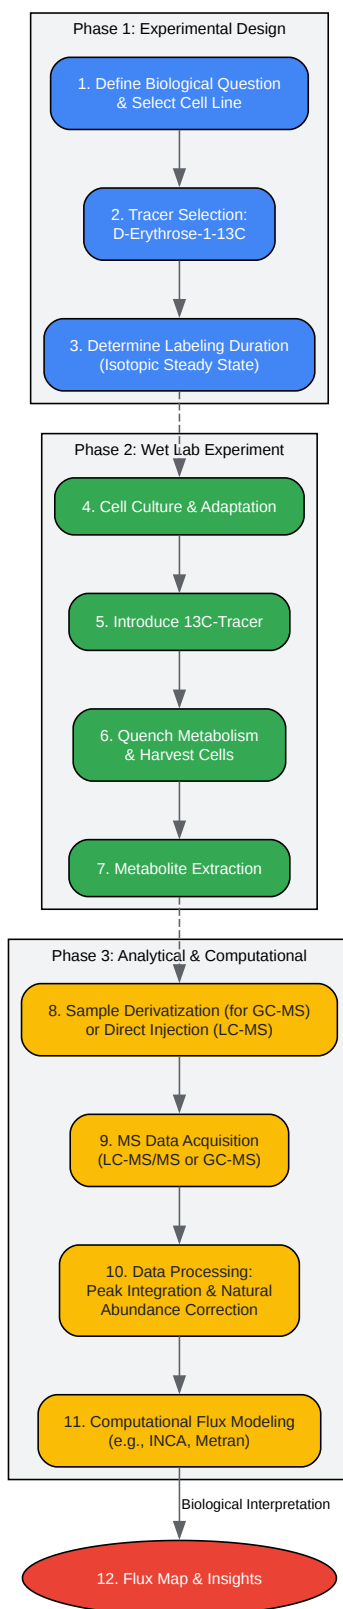 Phase 1: Experimental Design
1. Define Biological Question
& Select Cell Line
2. Tracer Selection:
D-Erythrose-1-13C
3. Determine Labeling Duration
(Isotopic Steady State)
Phase 2: Wet Lab Experiment
4. Cell Culture & Adaptation
5. Introduce 13C-Tracer
6. Quench Metabolism
& Harvest Cells
7. Metabolite Extraction
Phase 3: Analytical & Computational
8. Sample Derivatization (for GC-MS)
or Direct Injection (LC-MS)
9. MS Data Acquisition
(LC-MS/MS or GC-MS)
10. Data Processing:
Peak Integration & Natural
Abundance Correction
11. Computational Flux Modeling
(e.g., INCA, Metran)
Biological Interpretation
12. Flux Map & Insights